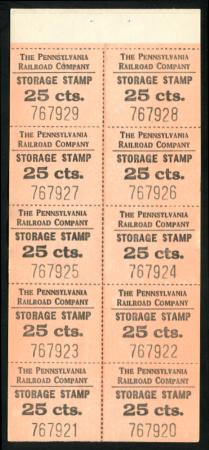 THE PENNSYLVANIA
RAILROAD COMPANY
STORAGE STAMP
25 cts.
767929
THE PENNSYLVANIA
RAILROAD COMPANY
STORAGE STAMP
25 cts.
767928
THE PENNSYLVANIA
RAILROAD COMPANY
STORAGE STAMP
25 cts.
767927
THE PENNSYLVANIA
RAILROAD COMPANY
STORAGE STAMP
25 cts.
767926
THE PENNSYLVANIA
RAILROAD COMPANY
STORAGE STAMP
25 cts.
767925
THE PENNSYLVANIA
RAILROAD COMPANY
STORAGE STAMP
25 cts.
767924
THE PENNSYLVANIA
RAILROAD COMPANY
STORAGE STAMP
25 cts.
767923
THE PENNSYLVANIA
RAILROAD COMPANY
STORAGE STAMP
25 cts.
767922
THE PENNSYLVANIA
RAILROAD COMPANY
STORAGE STAMP
25 cts.
767921
THE PENNSYLVANIA
RAILROAD COMPANY
STORAGE STAMP
25 cts.
767920